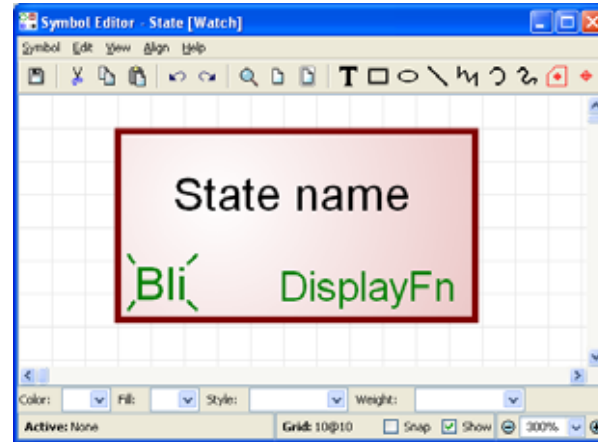 Symbol Editor - State [Watch]
Symbol Edit View Align Help
T
State name
Bli
DisplayFn
Color: Fill: Style: Weight:
Active: None Grid: 10@10 Snap Show 300%